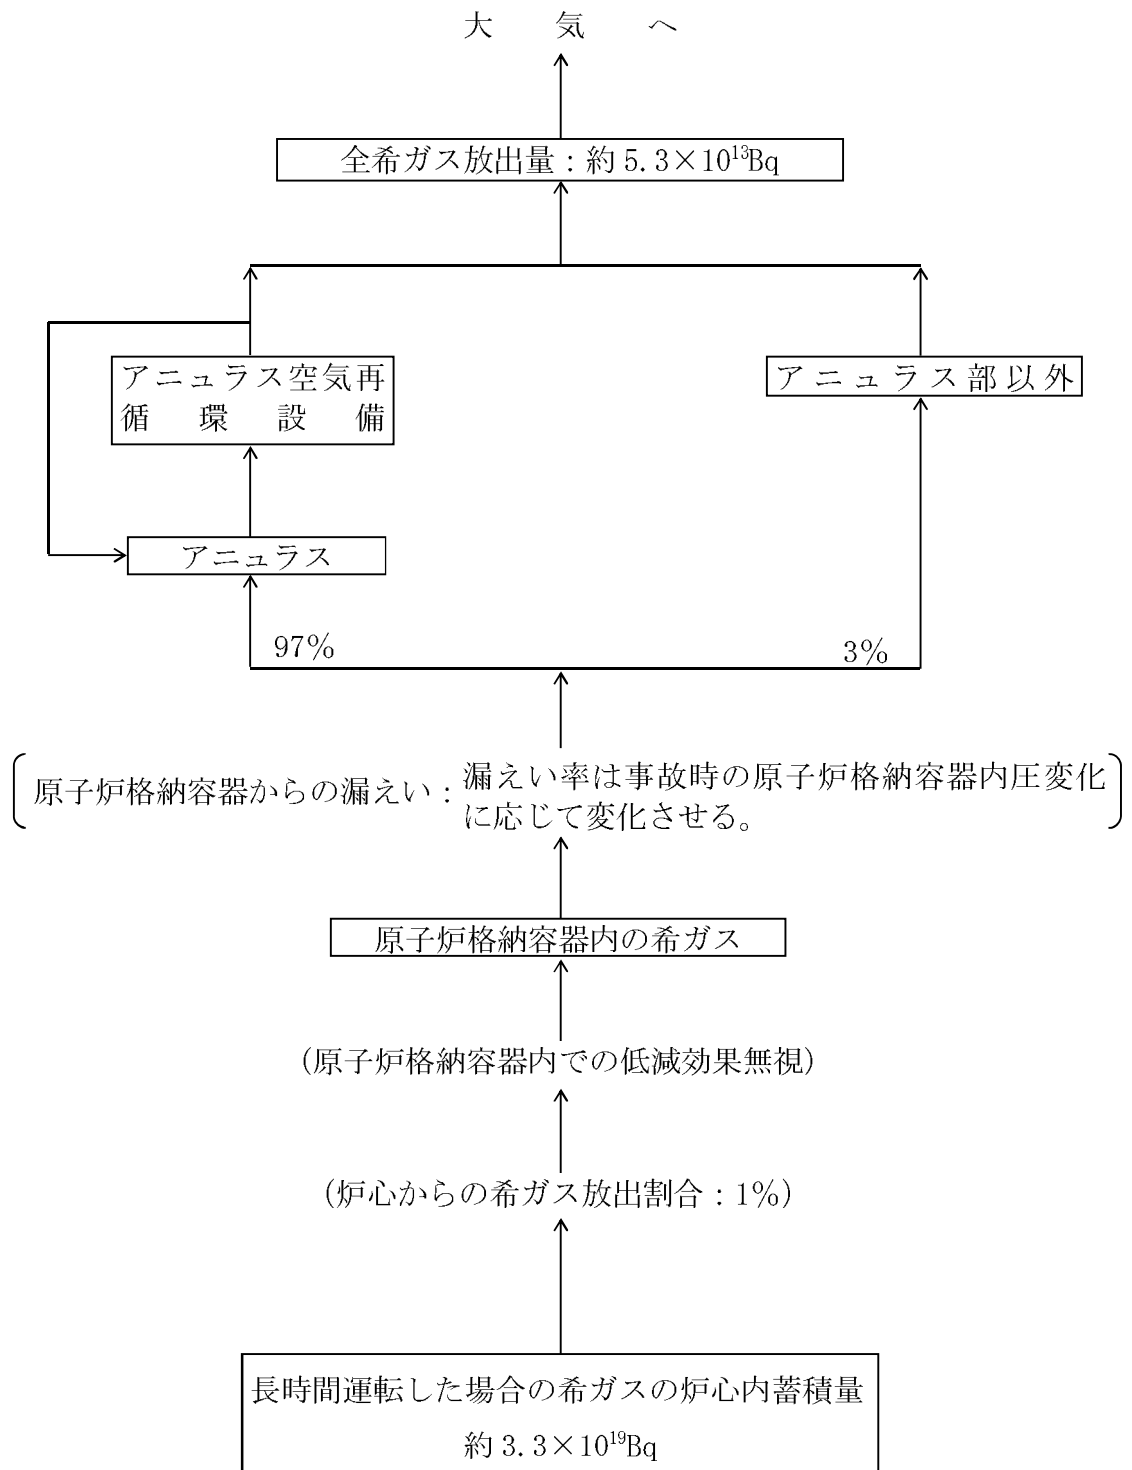 大気へ
全希ガス放出量：約5.3×10¹³Bq
アニュラス空気再
循環設備
アニュラス部以外
アニュラス
97％
3％
原子炉格納容器からの漏えい：漏えい率は事故時の原子炉格納容器内圧変化
に応じて変化させる。
原子炉格納容器内の希ガス
(原子炉格納容器内での低減効果無視)
(炉心からの希ガス放出割合：1％)
長時間運転した場合の希ガスの炉心内蓄積量
約3.3×10¹⁹Bq